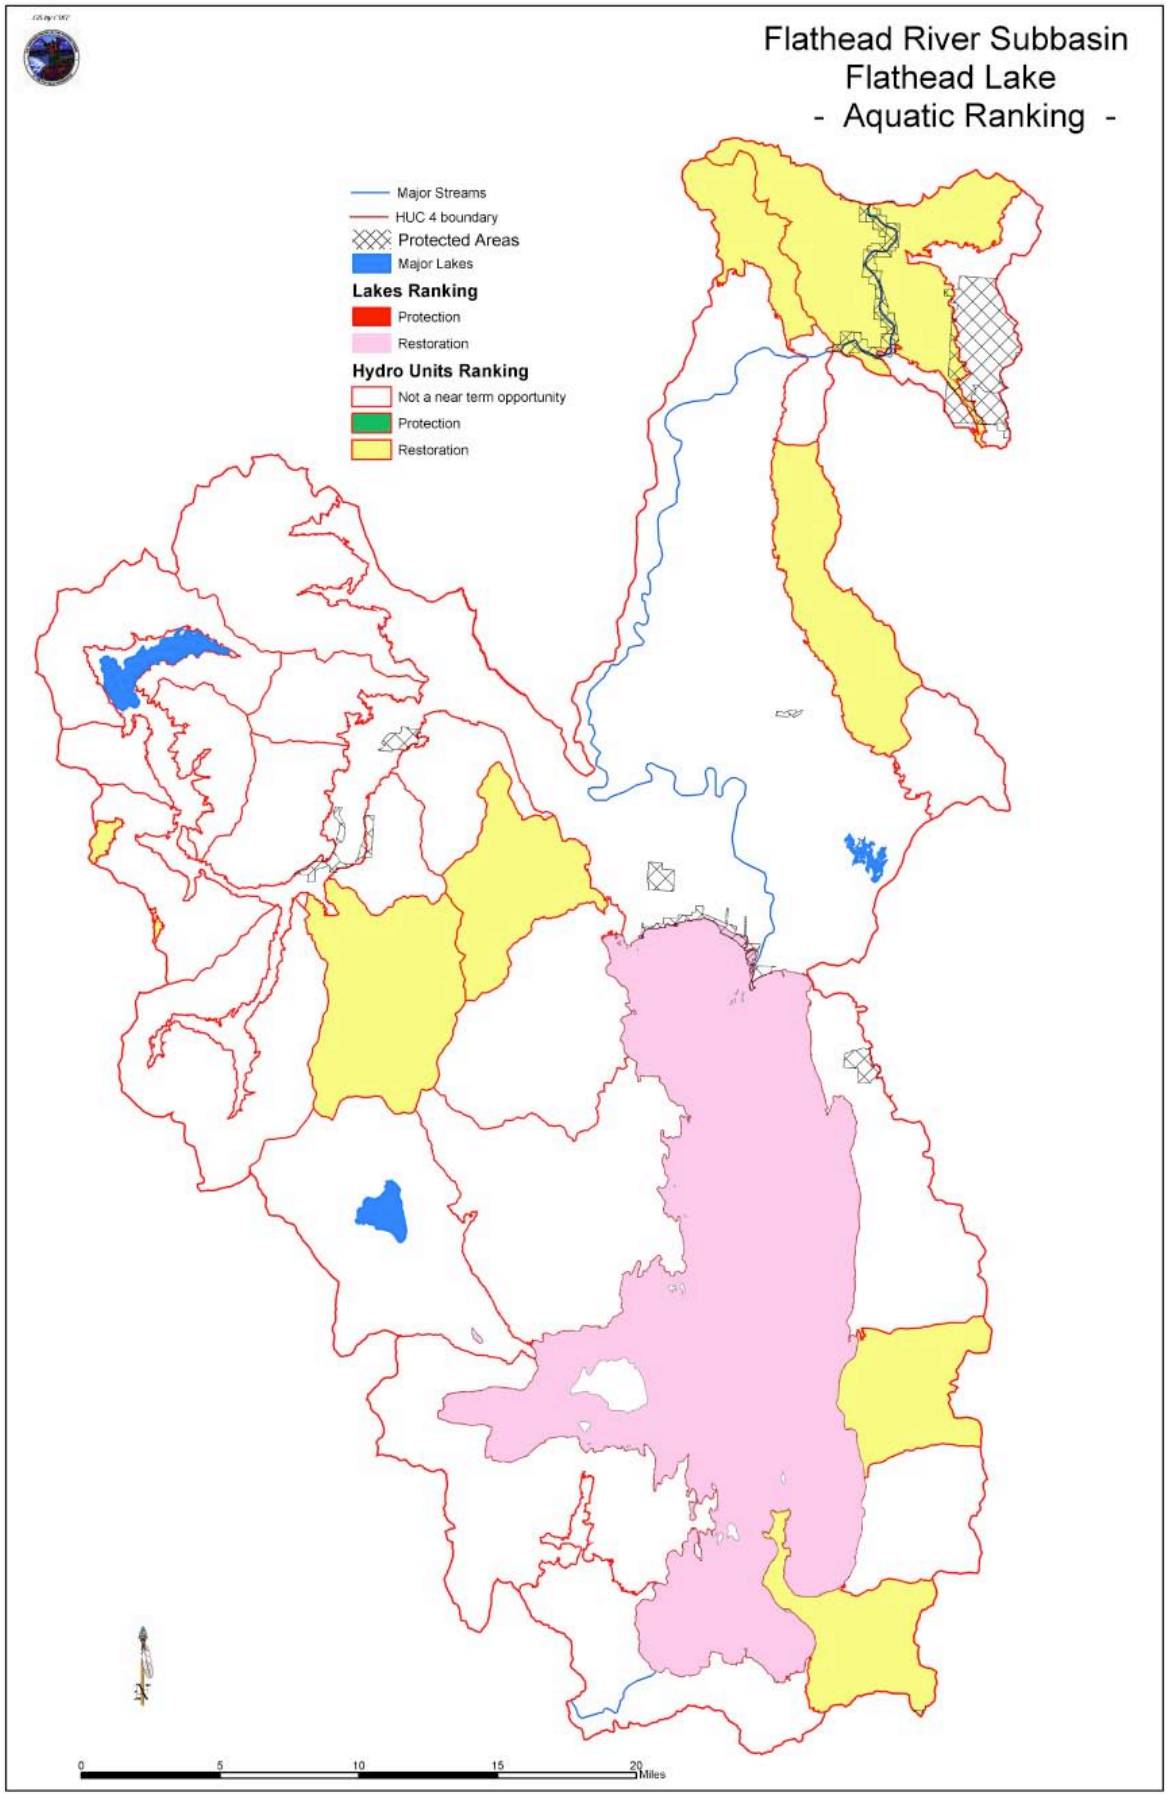 Flathead River Subbasin
Flathead Lake
- Aquatic Ranking -
Major Streams
HUC 4 boundary
Protected Areas
Major Lakes
Lakes Ranking
Protection
Restoration
Hydro Units Ranking
Not a near term opportunity
Protection
Restoration
0 5 10 15 20
Miles